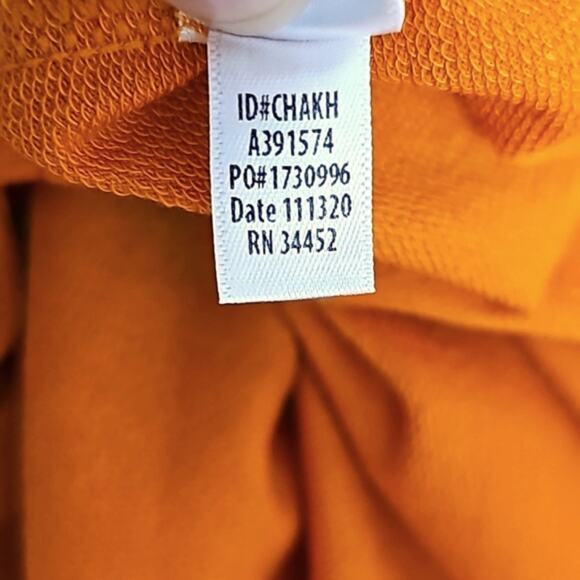 ID#CHAKH
A391574
PO#1730996
Date 111320
RN 34452